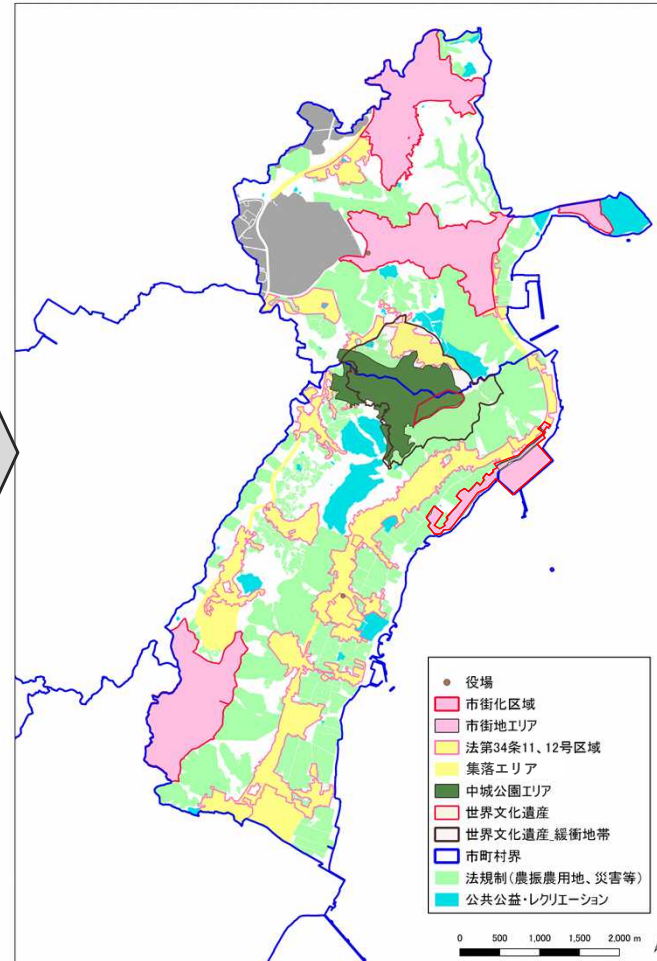 役場
市街化区域
市街地エリア
法第34条11、12号区域
集落エリア
中城公園エリア
世界文化遺産
世界文化遺産_緩衝地帯
市町村界
法規制(農振農用地、災害等)
公共公益・レクリエーション
0 500 1,000 1,500 2,000 m